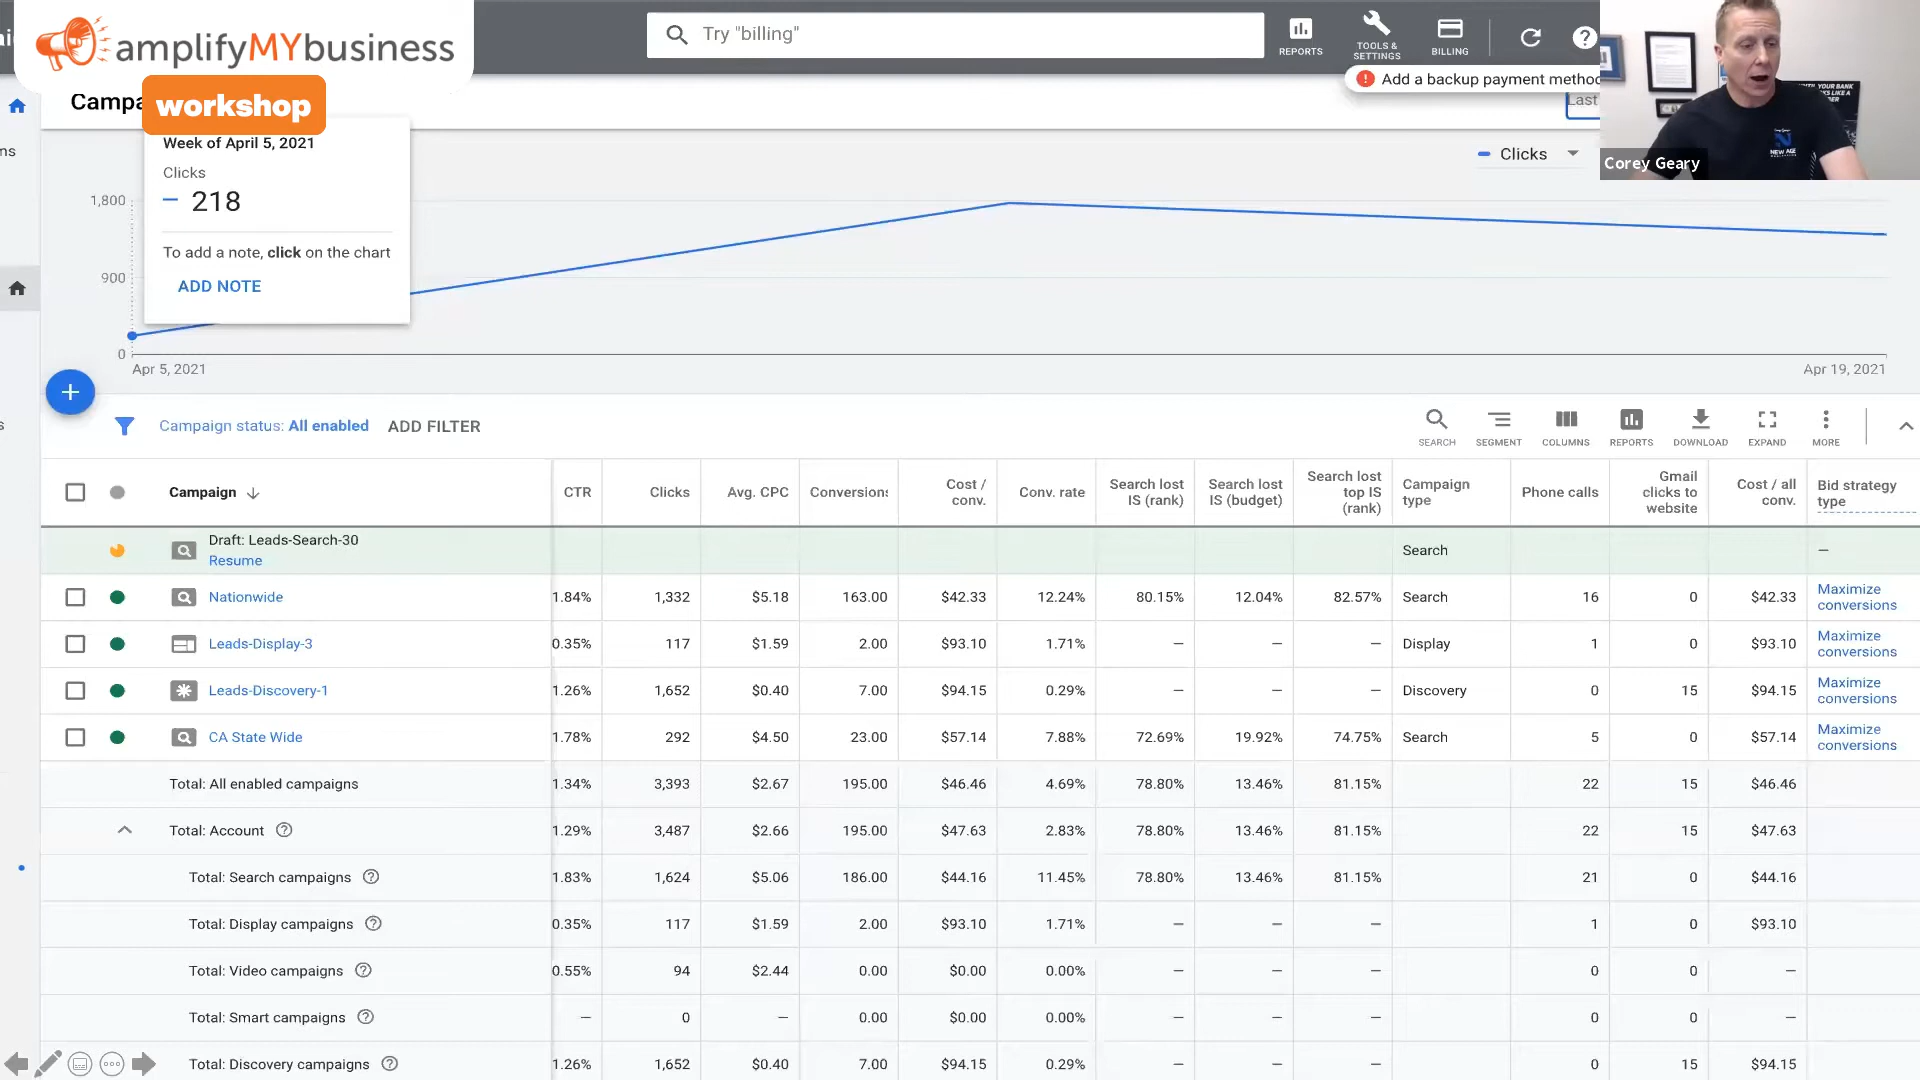 amplifyMYbusiness
workshop
Try "billing"
REPORTS
TOOLS &
SETTINGS
BILLING
Add a backup payment metho
Last
YOUR BANK
NEW AGE
Corey Geary
Campa
ns
Week of April 5, 2021
Clicks
218
To add a note, click on the chart
ADD NOTE
Clicks
1,800
900
0
Apr 5, 2021
Apr 19, 2021
Campaign status: All enabled
ADD FILTER
SEARCH
SEGMENT
COLUMNS
REPORTS
DOWNLOAD
EXPAND
MORE
Campaign CTR Clicks Avg. CPC Conversions Cost / conv. Conv. rate Search lost IS (rank) Search lost IS (budget) Search lost top IS (rank) Campaign type Phone calls Gmail clicks to website Cost / all conv. Bid strategy type
Draft: Leads-Search-30 Search —
Resume
Nationwide 1.84% 1,332 $5.18 163.00 $42.33 12.24% 80.15% 12.04% 82.57% Search 16 0 $42.33 Maximize conversions
Leads-Display-3 0.35% 117 $1.59 2.00 $93.10 1.71% — — — Display 1 0 $93.10 Maximize conversions
Leads-Discovery-1 1.26% 1,652 $0.40 7.00 $94.15 0.29% — — — Discovery 0 15 $94.15 Maximize conversions
CA State Wide 1.78% 292 $4.50 23.00 $57.14 7.88% 72.69% 19.92% 74.75% Search 5 0 $57.14 Maximize conversions
Total: All enabled campaigns 1.34% 3,393 $2.67 195.00 $46.46 4.69% 78.80% 13.46% 81.15% 22 15 $46.46
Total: Account 1.29% 3,487 $2.66 195.00 $47.63 2.83% 78.80% 13.46% 81.15% 22 15 $47.63
Total: Search campaigns 1.83% 1,624 $5.06 186.00 $44.16 11.45% 78.80% 13.46% 81.15% 21 0 $44.16
Total: Display campaigns 0.35% 117 $1.59 2.00 $93.10 1.71% — — — 1 0 $93.10
Total: Video campaigns 0.55% 94 $2.44 0.00 $0.00 0.00% — — — 0 0 —
Total: Smart campaigns — 0 — 0.00 $0.00 0.00% — — — 0 0 —
Total: Discovery campaigns 1.26% 1,652 $0.40 7.00 $94.15 0.29% — — — 0 15 $94.15